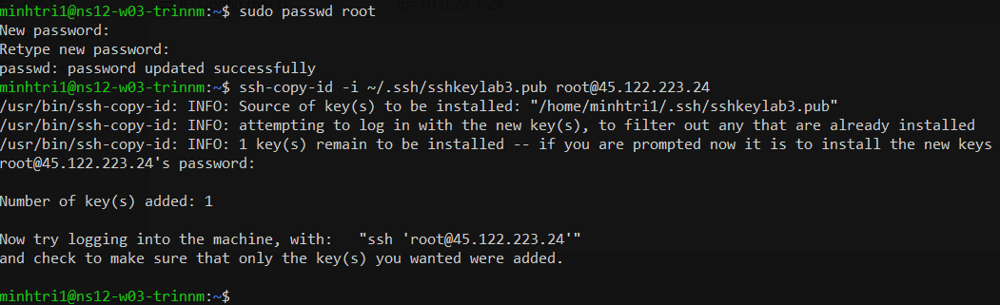 minhtri1@ns12-w03-trinnm:~$ sudo passwd root
New password:
Retype new password:
passwd: password updated successfully
minhtri1@ns12-w03-trinnm:~$ ssh-copy-id -i ~/.ssh/sshkeylab3.pub root@45.122.223.24
/usr/bin/ssh-copy-id: INFO: Source of key(s) to be installed: "/home/minhtri1/.ssh/sshkeylab3.pub"
/usr/bin/ssh-copy-id: INFO: attempting to log in with the new key(s), to filter out any that are already installed
/usr/bin/ssh-copy-id: INFO: 1 key(s) remain to be installed -- if you are prompted now it is to install the new keys
root@45.122.223.24's password:
Number of key(s) added: 1
Now try logging into the machine, with:   "ssh 'root@45.122.223.24'"
and check to make sure that only the key(s) you wanted were added.
minhtri1@ns12-w03-trinnm:~$